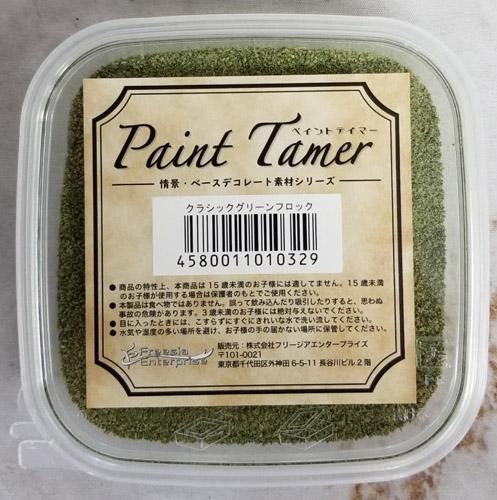 Paint Tamer
ペイントテイマー
情景・ベースデコレート素材シリーズ
クラシックグリーンフロック
4580011010329
● 商品の特性上、本商品は15歳未満のお子様には適してません。15歳未満
のお子様が使用する場合は保護者のもとでご使用ください。
● 本製品は食べ物ではありません。誤って飲み込んだり吸引したりすると、思わぬ
事故の危険があります。3歳未満のお子様には絶対与えないでください。
● 目に入ったときには、こすらずにすぐにきれいな水で洗い流してください。
● 水気や湿度の多い場所を避け、お子様の手の届かない場所に保管してください。
Freesia
Enterprise
販売元：株式会社フリージアエンタープライズ
〒101-0021
東京都千代田区外神田 6-5-11 長谷川ビル2階